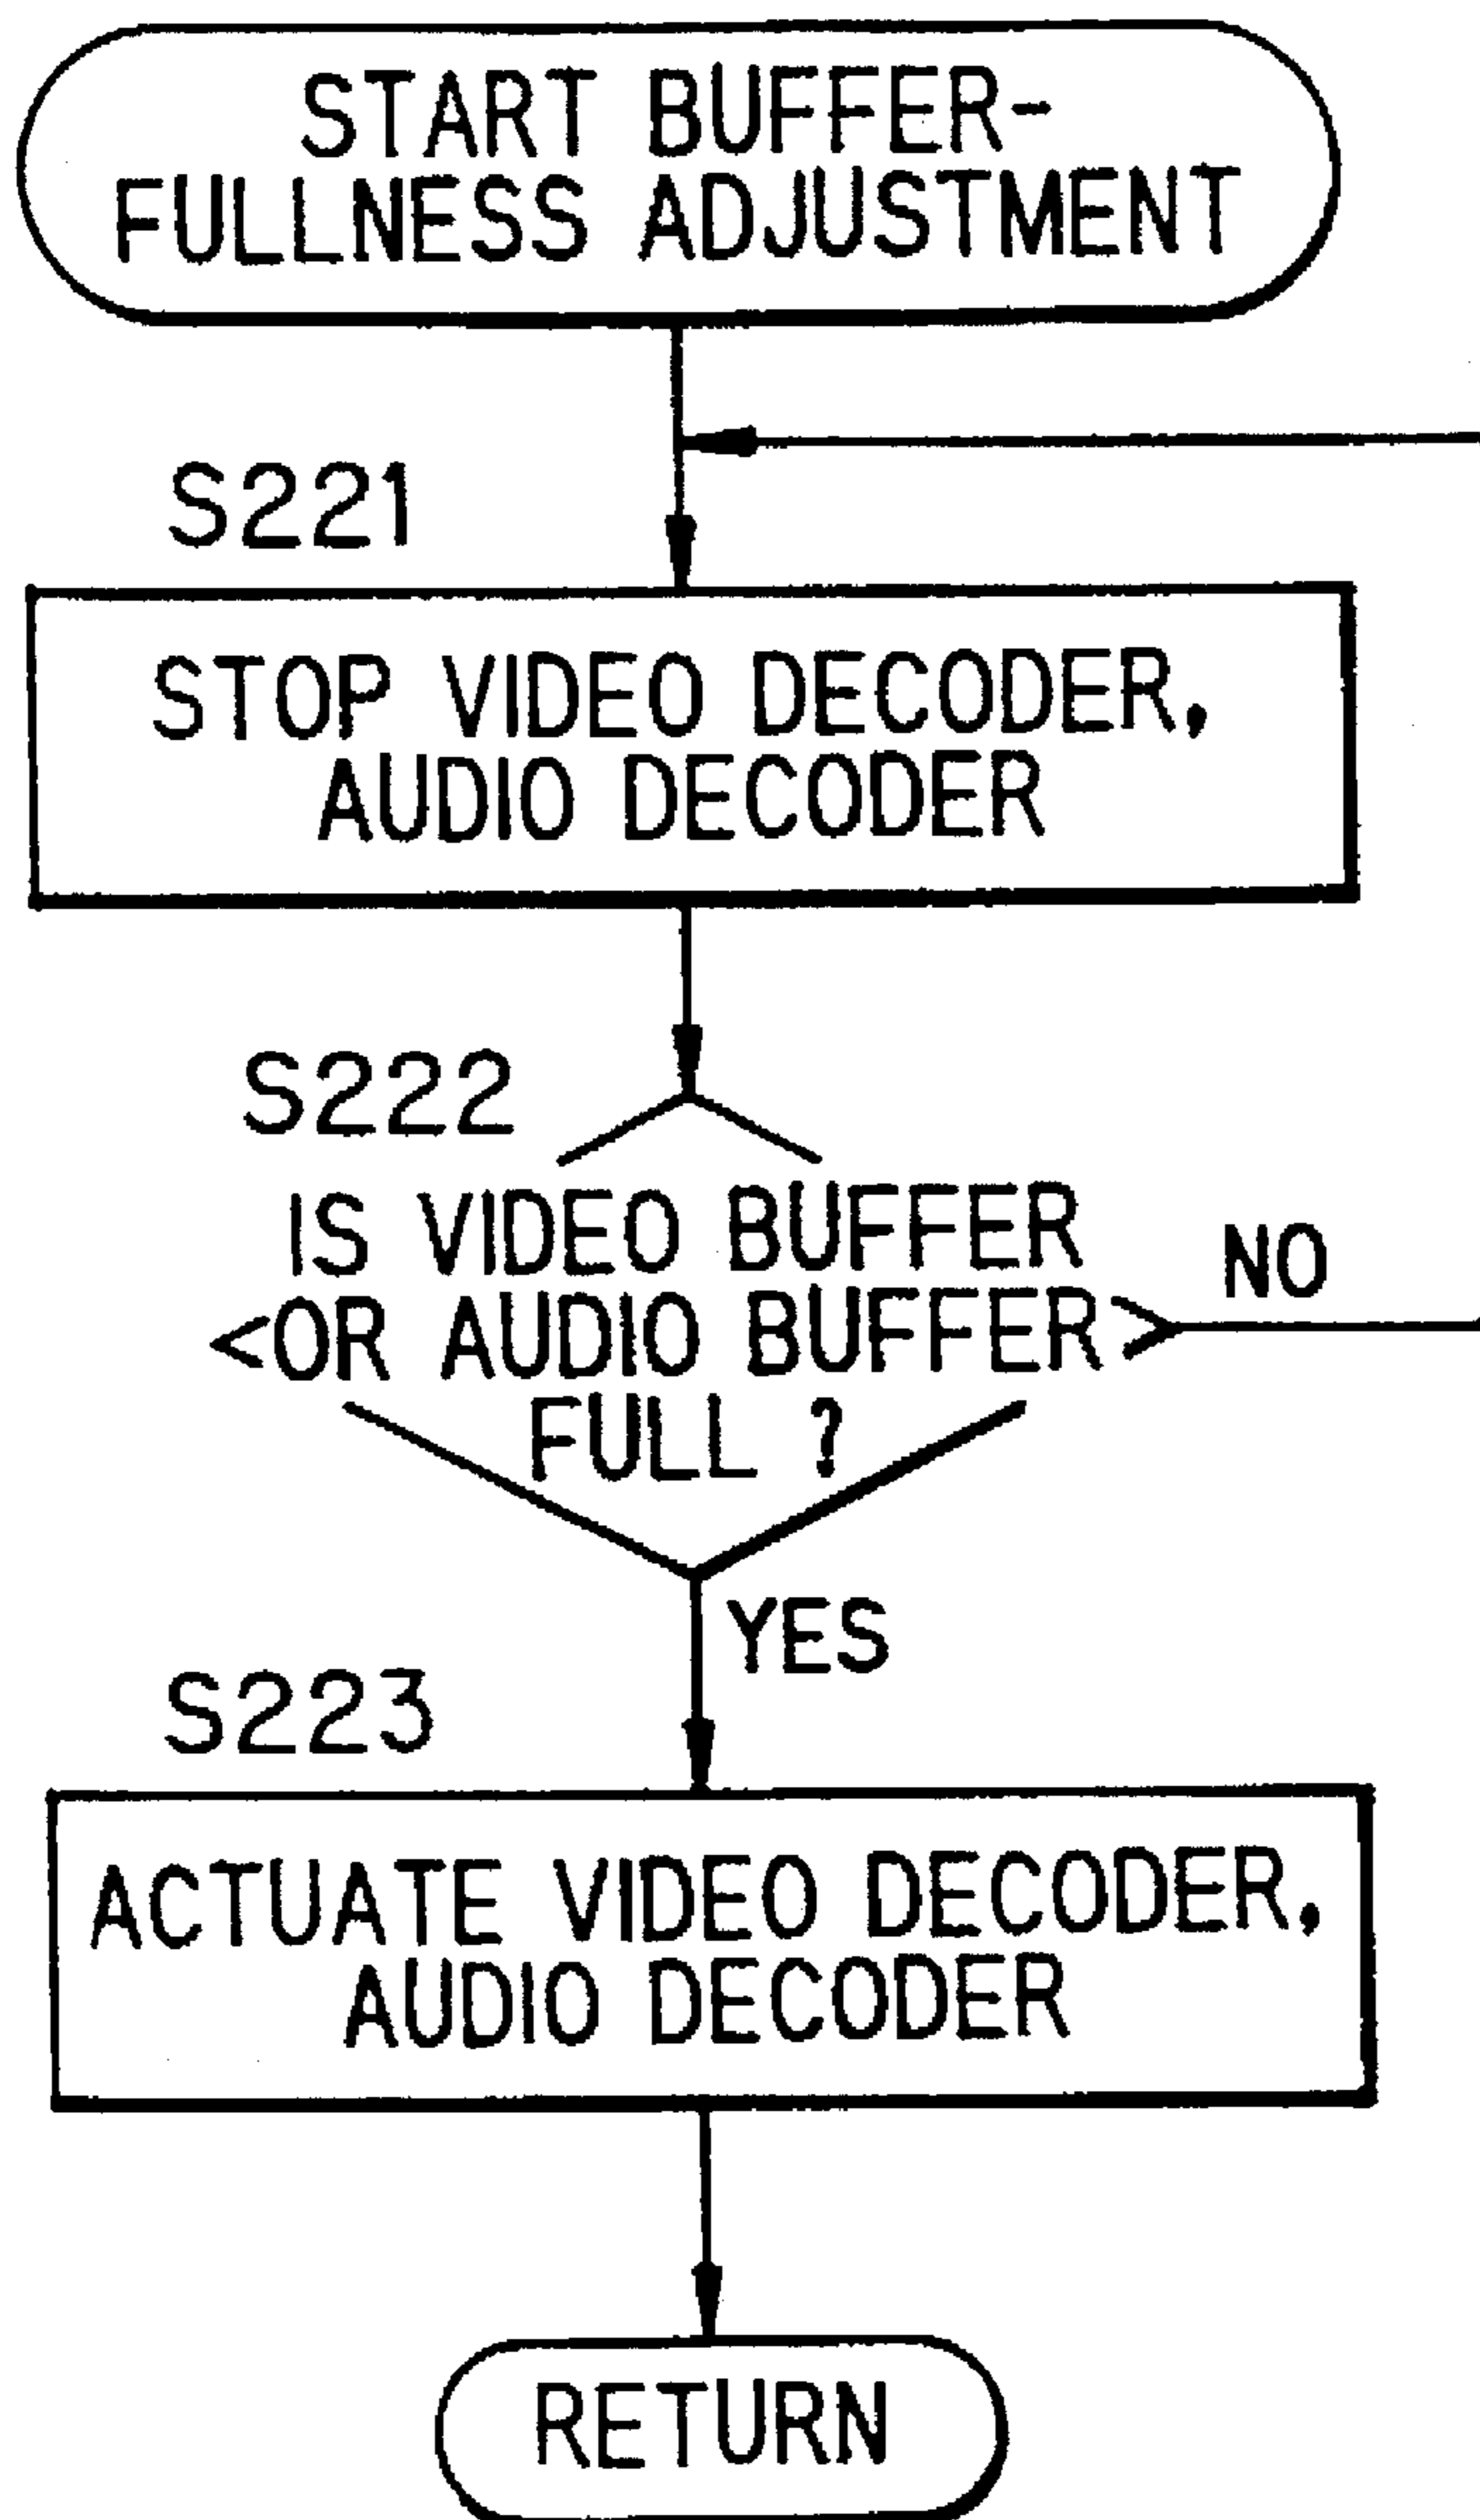 START BUFFER-
FULLNESS ADJUSTMENT
S221
STOP VIDEO DECODER,
AUDIO DECODER
S222
IS VIDEO BUFFER
OR AUDIO BUFFER
FULL ?
NO
YES
S223
ACTUATE VIDEO DECODER,
AUDIO DECODER
RETURN